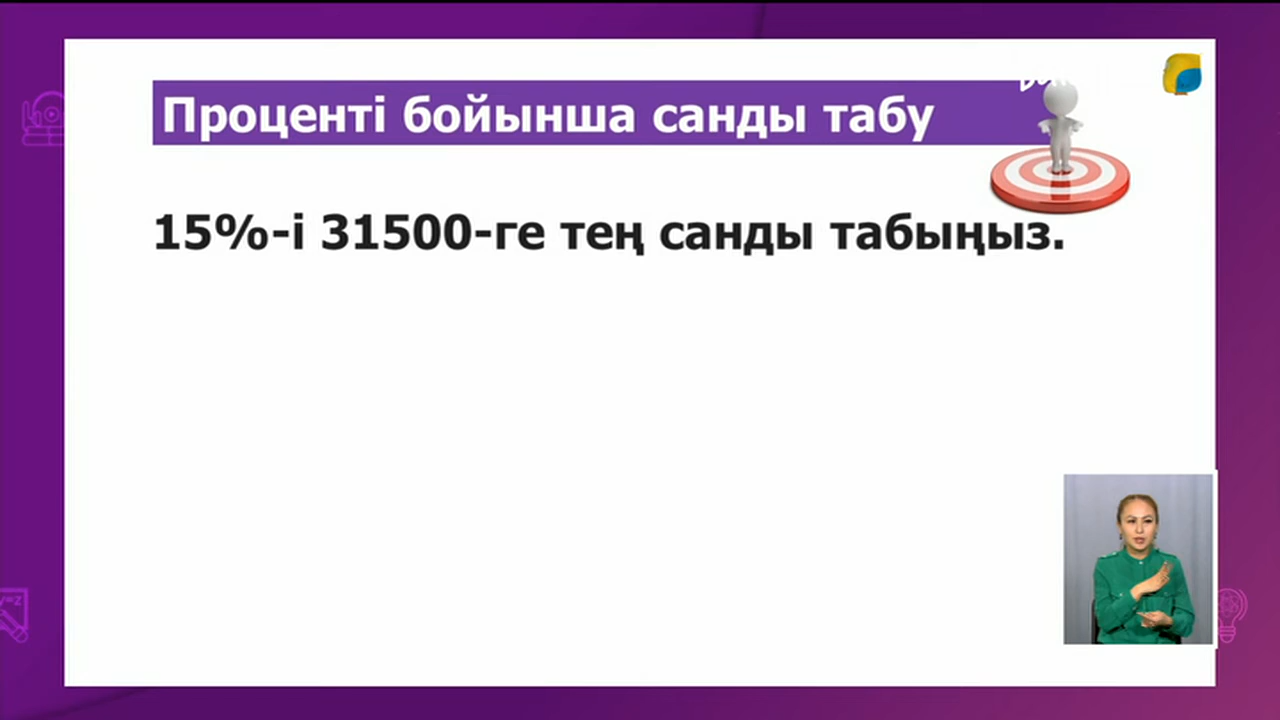 Проценті бойынша санды табу
15%-і 31500-ге тең санды табыңыз.